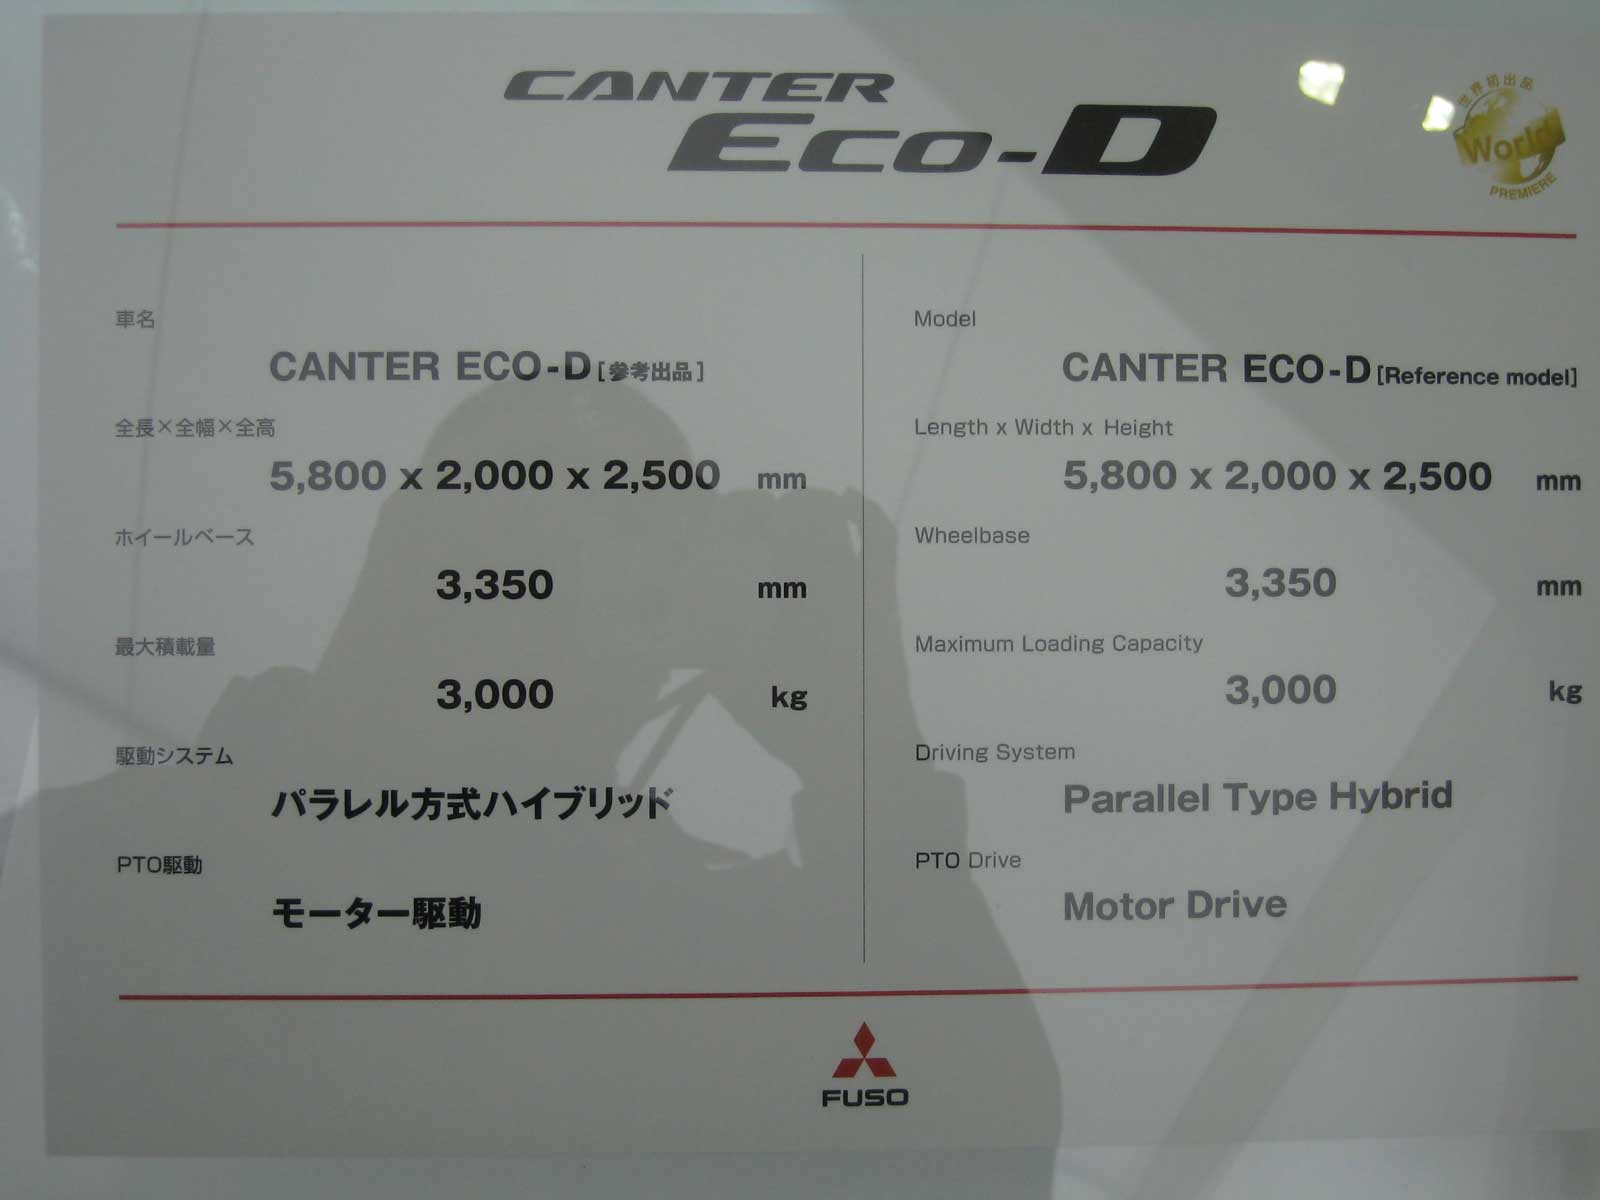 CANTER
ECO-D
世界初出品
World
PREMIERE
車名
CANTER ECO-D [参考出品]
全長×全幅×全高
5,800 x 2,000 x 2,500 mm
ホイールベース
3,350 mm
最大積載量
3,000 kg
駆動システム
パラレル方式ハイブリッド
PTO駆動
モーター駆動
Model
CANTER ECO-D [Reference model]
Length x Width x Height
5,800 x 2,000 x 2,500 mm
Wheelbase
3,350 mm
Maximum Loading Capacity
3,000 kg
Driving System
Parallel Type Hybrid
PTO Drive
Motor Drive
FUSO